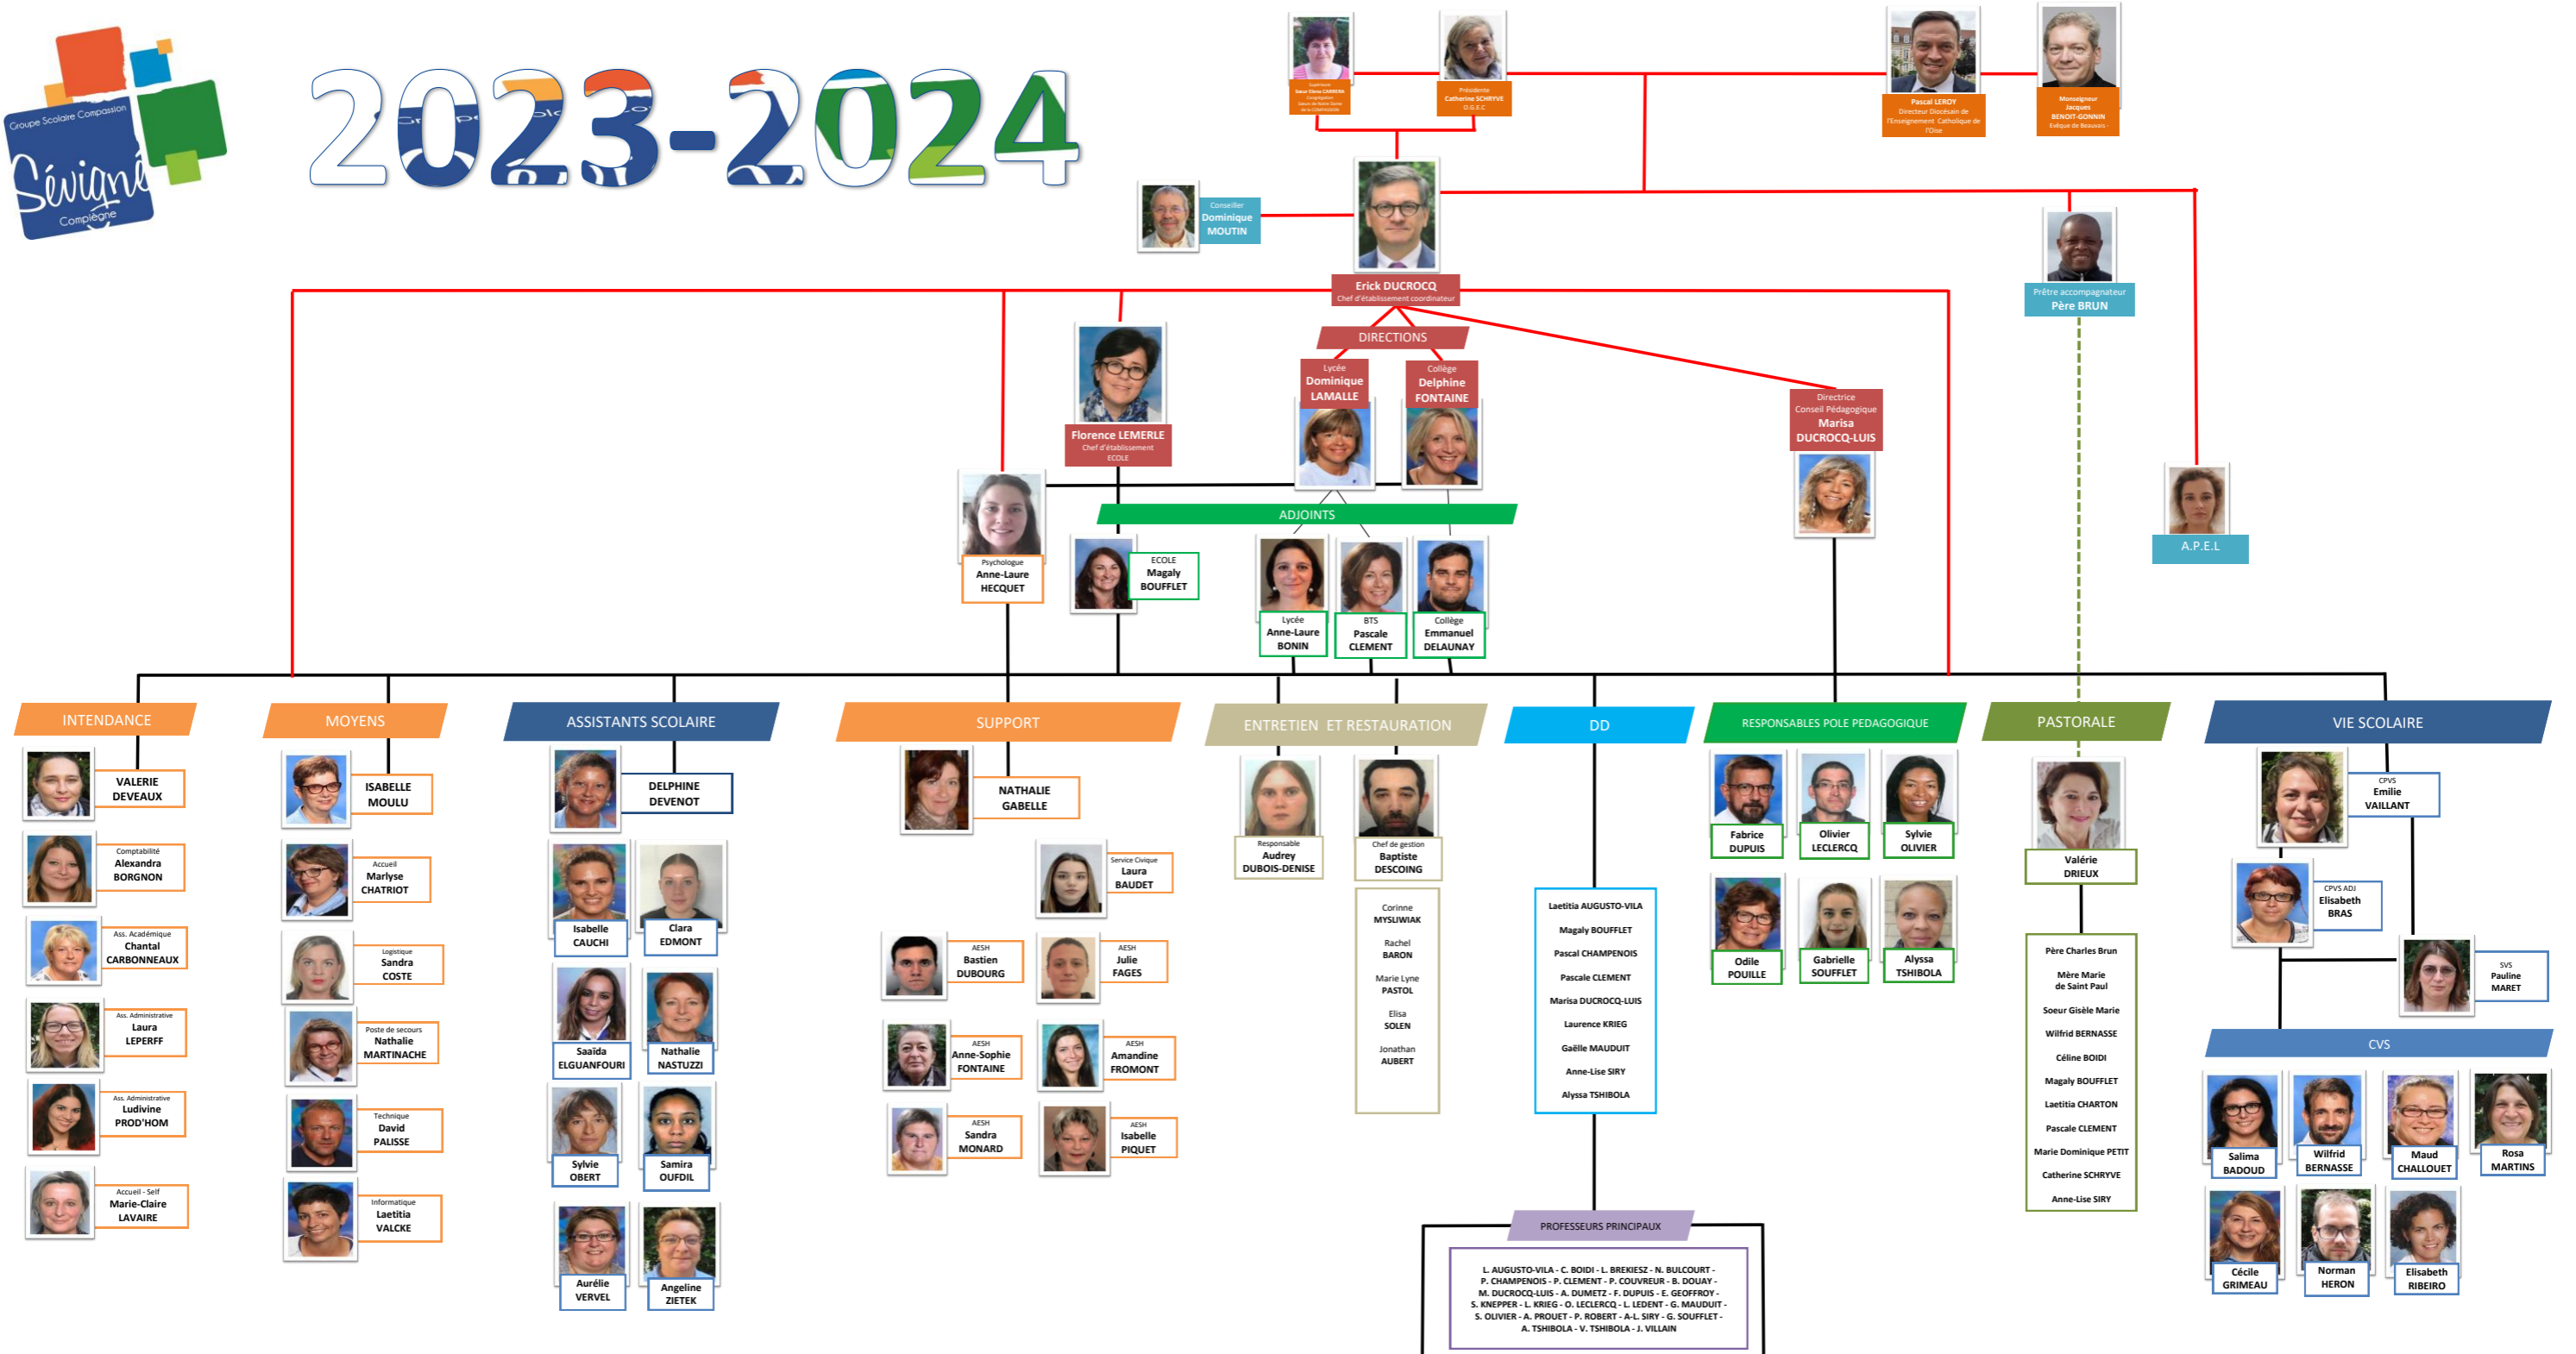 Groupe Scolaire Compassion
Sévigné
Compiègne
2023-2024
Supérieure
Sœur Elena CARRERA
Congrégation
Sœurs de Notre Dame
de la COMPASSION
Présidente
Catherine SCHRYVE
O.G.E.C
Pascal LEROY
Directeur Diocésain de
l'Enseignement Catholique de
l'Oise
Monseigneur
Jacques
BENOIT-GONNIN
Evêque de Beauvais -
Conseiller
Dominique
MOUTIN
Erick DUCROCQ
Chef d'établissement coordinateur
Prêtre accompagnateur
Père BRUN
DIRECTIONS
Lycée
Dominique
LAMALLE
Collège
Delphine
FONTAINE
Florence LEMERLE
Chef d'établissement
ECOLE
Directrice
Conseil Pédagogique
Marisa
DUCROCQ-LUIS
A.P.E.L
ADJOINTS
Psychologue
Anne-Laure
HECQUET
ECOLE
Magaly
BOUFFLET
Lycée
Anne-Laure
BONIN
BTS
Pascale
CLEMENT
Collège
Emmanuel
DELAUNAY
INTENDANCE
VALERIE
DEVEAUX
Comptabilité
Alexandra
BORGNON
Ass. Académique
Chantal
CARBONNEAUX
Ass. Administrative
Laura
LEPERFF
Ass. Administrative
Ludivine
PROD'HOM
Accueil - Self
Marie-Claire
LAVAIRE
MOYENS
ISABELLE
MOULU
Accueil
Marlyse
CHATRIOT
Logistique
Sandra
COSTE
Poste de secours
Nathalie
MARTINACHE
Technique
David
PALISSE
Informatique
Laetitia
VALCKE
ASSISTANTS SCOLAIRE
DELPHINE
DEVENOT
Isabelle
CAUCHI
Clara
EDMONT
Saaïda
ELGUANFOURI
Nathalie
NASTUZZI
Sylvie
OBERT
Samira
OUFDIL
Aurélie
VERVEL
Angeline
ZIETEK
SUPPORT
NATHALIE
GABELLE
Service Civique
Laura
BAUDET
AESH
Bastien
DUBOURG
AESH
Julie
FAGES
AESH
Anne-Sophie
FONTAINE
AESH
Amandine
FROMONT
AESH
Sandra
MONARD
AESH
Isabelle
PIQUET
ENTRETIEN ET RESTAURATION
Responsable
Audrey
DUBOIS-DENISE
Chef de gestion
Baptiste
DESCOING
Corinne
MYSLIWIAK
Rachel
BARON
Marie Lyne
PASTOL
Elisa
SOLEN
Jonathan
AUBERT
DD
Laetitia AUGUSTO-VILA
Magaly BOUFFLET
Pascal CHAMPENOIS
Pascale CLEMENT
Marisa DUCROCQ-LUIS
Laurence KRIEG
Gaëlle MAUDUIT
Anne-Lise SIRY
Alyssa TSHIBOLA
PROFESSEURS PRINCIPAUX
L. AUGUSTO-VILA - C. BOIDI - L. BREKIESZ - N. BULCOURT -
P. CHAMPENOIS - P. CLEMENT - P. COUVREUR - B. DOUAY -
M. DUCROCQ-LUIS - A. DUMETZ - F. DUPUIS - E. GEOFFROY -
S. KNEPPER - L. KRIEG - O. LECLERCQ - L. LEDENT - G. MAUDUIT -
S. OLIVIER - A. PROUET - P. ROBERT - A-L. SIRY - G. SOUFFLET -
A. TSHIBOLA - V. TSHIBOLA - J. VILLAIN
RESPONSABLES POLE PEDAGOGIQUE
Fabrice
DUPUIS
Olivier
LECLERCQ
Sylvie
OLIVIER
Odile
POUILLE
Gabrielle
SOUFFLET
Alyssa
TSHIBOLA
PASTORALE
Valérie
DRIEUX
Père Charles Brun
Mère Marie
de Saint Paul
Soeur Gisèle Marie
Wilfrid BERNASSE
Céline BOIDI
Magaly BOUFFLET
Laetitia CHARTON
Pascale CLEMENT
Marie Dominique PETIT
Catherine SCHRYVE
Anne-Lise SIRY
VIE SCOLAIRE
CPVS
Emilie
VAILLANT
CPVS ADJ
Elisabeth
BRAS
SVS
Pauline
MARET
CVS
Salima
BADOUD
Wilfrid
BERNASSE
Maud
CHALLOUET
Rosa
MARTINS
Cécile
GRIMEAU
Norman
HERON
Elisabeth
RIBEIRO